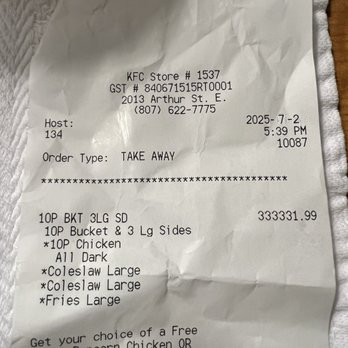 KFC Store # 1537
GST # 840671515RT0001
2013 Arthur St. E.
(807) 622-7775
Host: 2025-7-2
134 5:39 PM
10087
Order Type: TAKE AWAY
****************************************
10P BKT 3LG SD 333331.99
10P Bucket & 3 Lg Sides
*10P Chicken
All Dark
*Coleslaw Large
*Coleslaw Large
*Fries Large
Get your choice of a Free
Popcorn Chicken OR